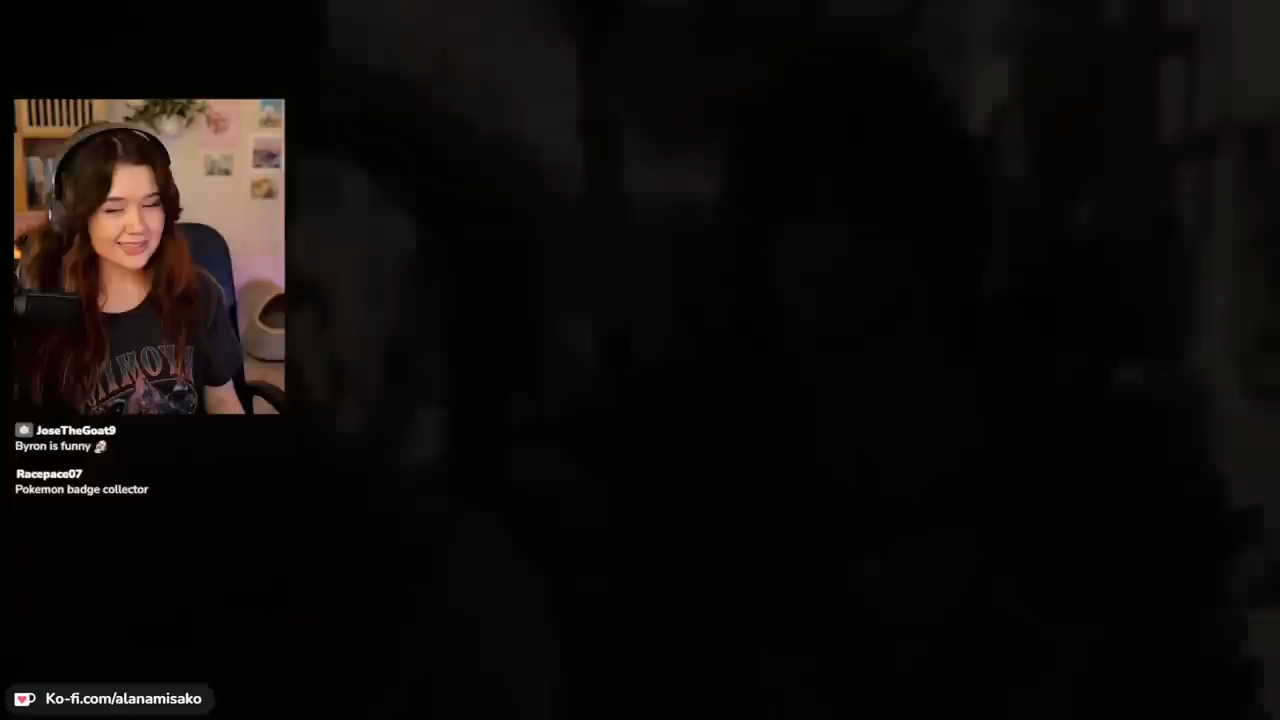 JoseTheGoat9
Byron is funny
Racepace07
Pokemon badge collector
Ko-fi.com/alanamisako